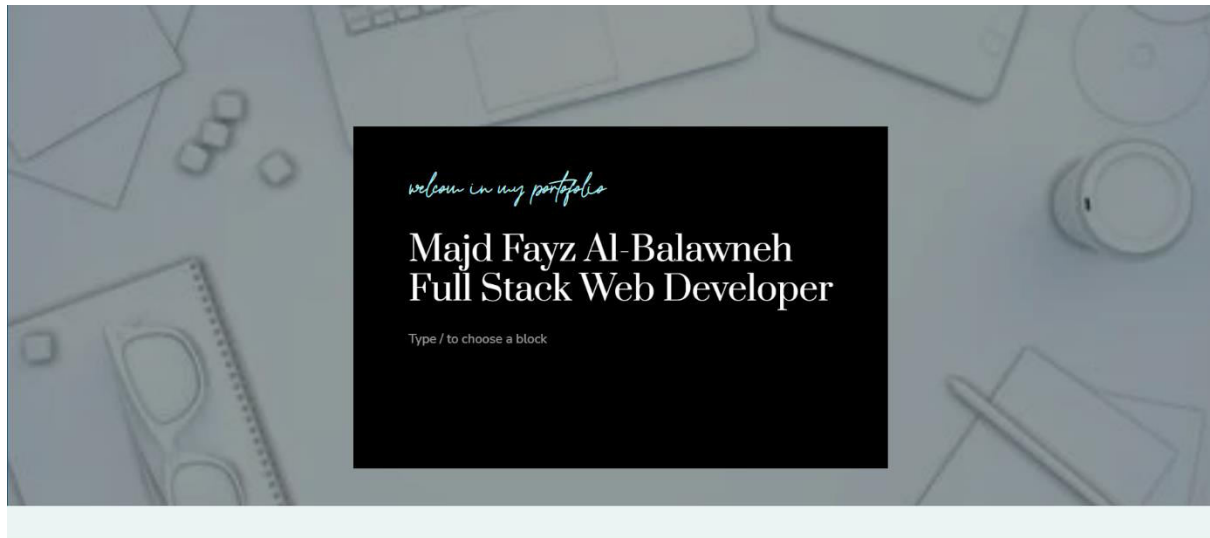 welcom in my portofolio
Majd Fayz Al-Balawneh
Full Stack Web Developer
Type / to choose a block